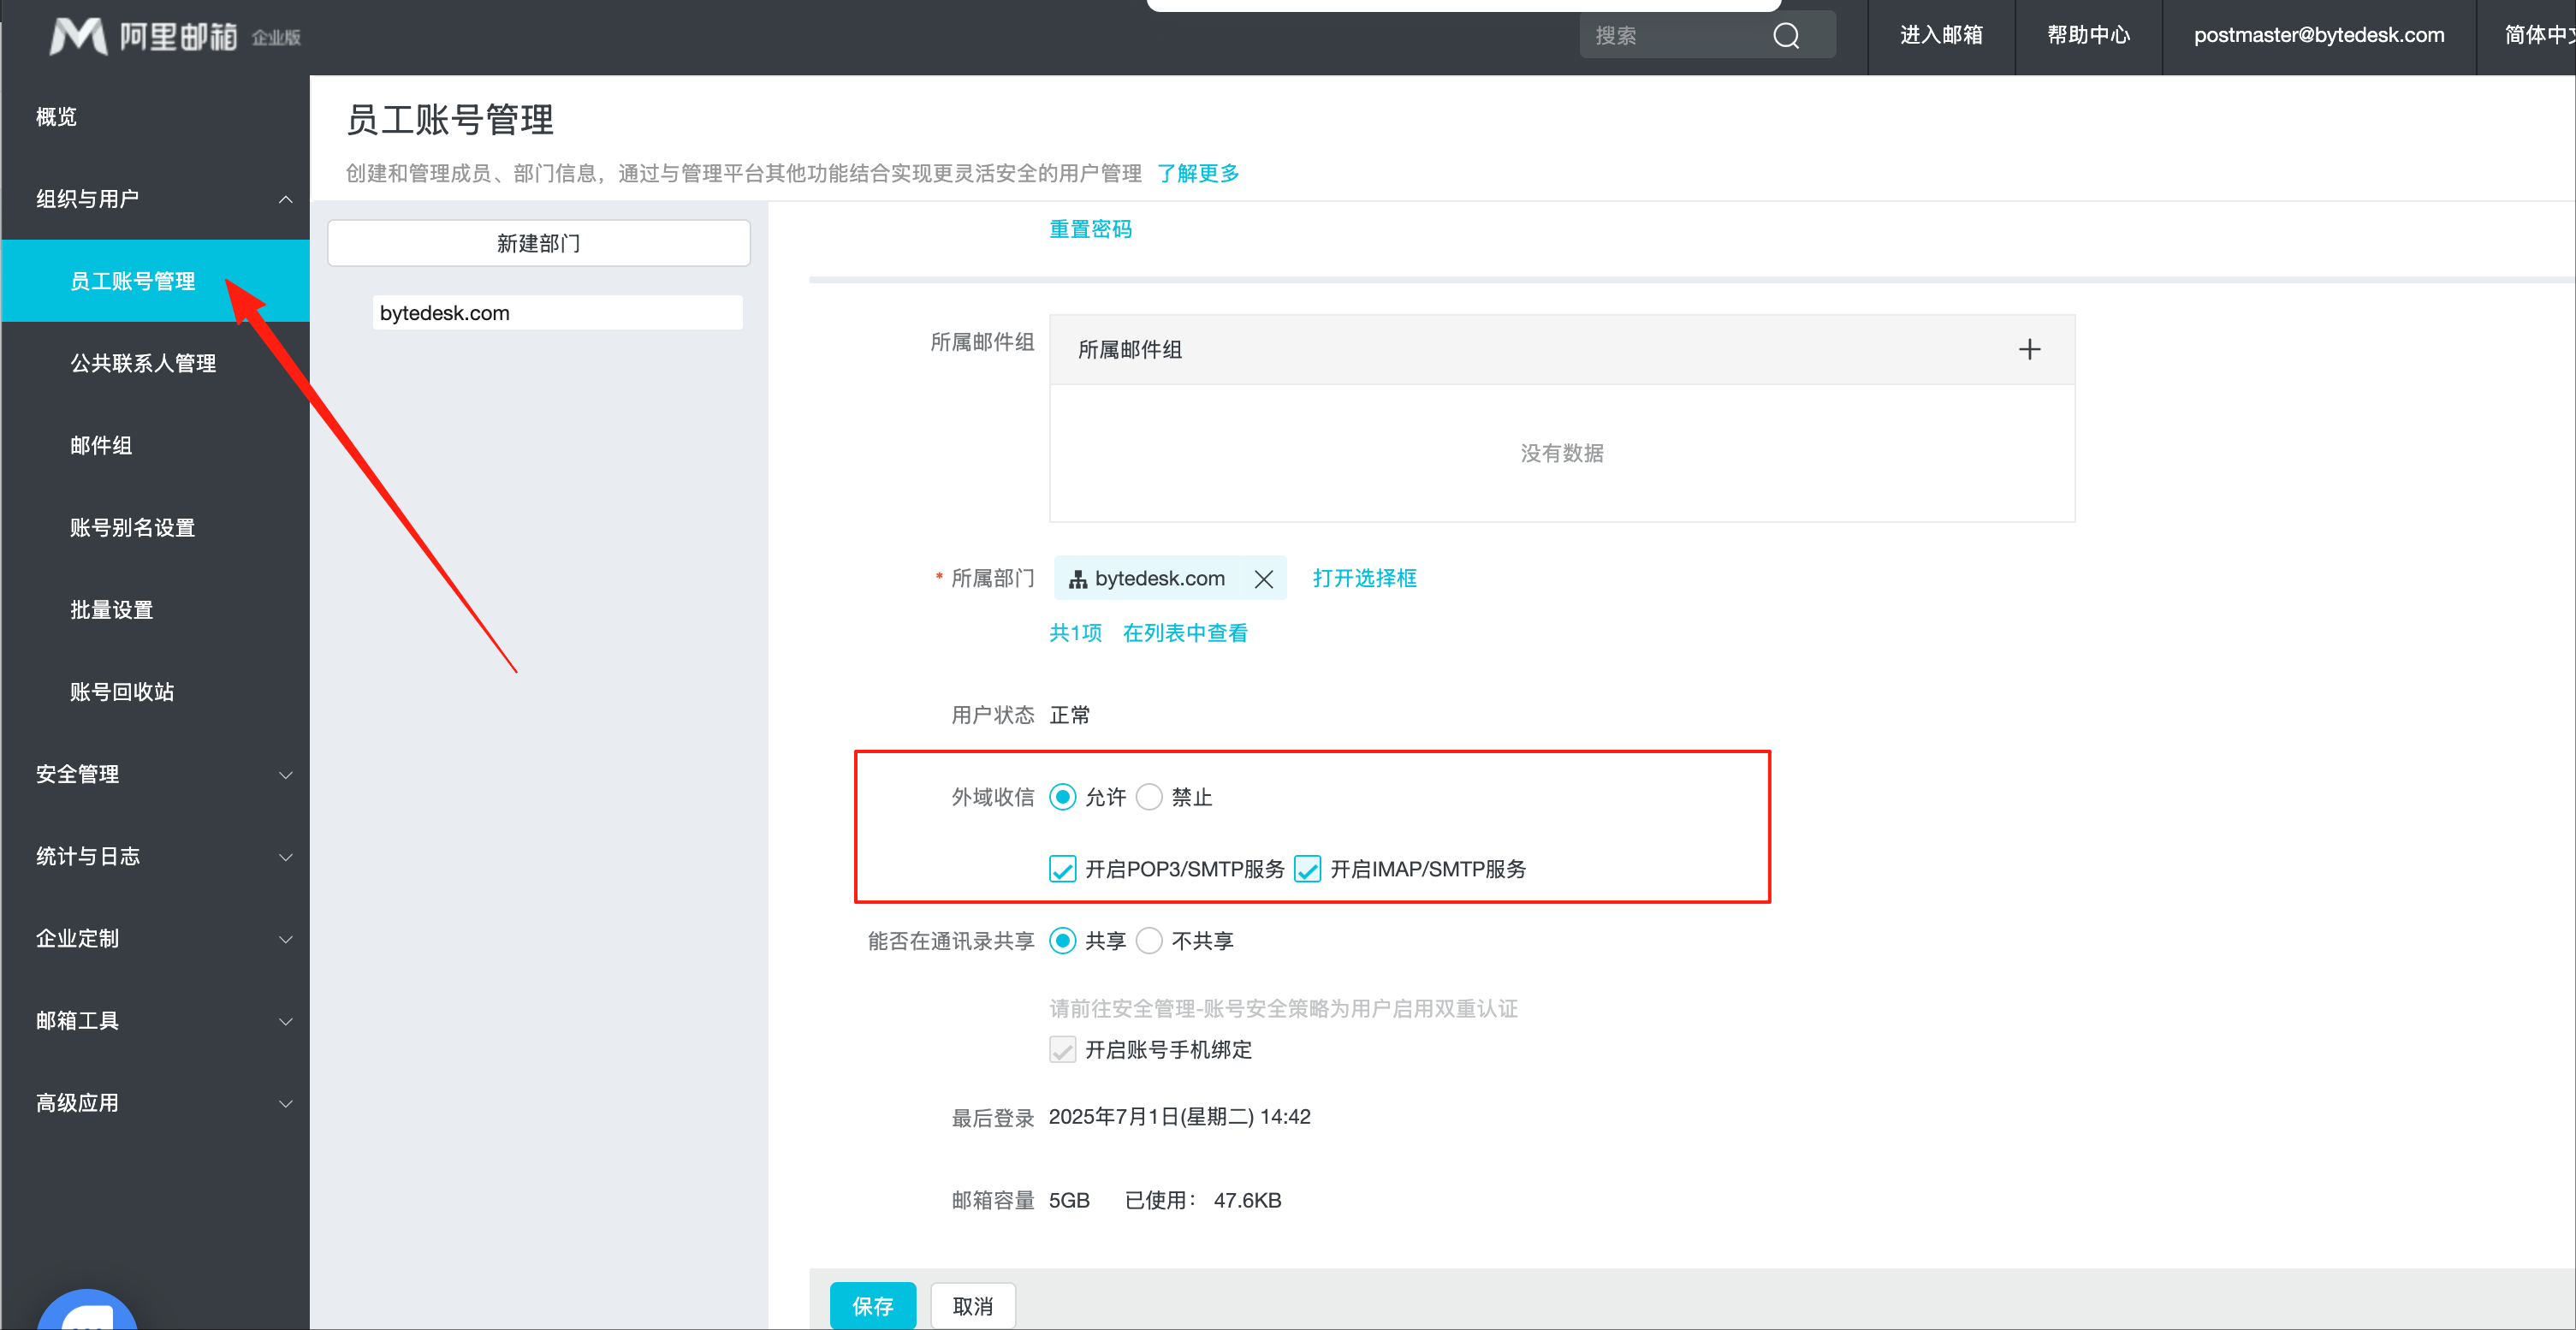 阿里邮箱 企业版
搜索
进入邮箱
帮助中心
postmaster@bytedesk.com
简体中文
概览
组织与用户
员工账号管理
公共联系人管理
邮件组
账号别名设置
批量设置
账号回收站
安全管理
统计与日志
企业定制
邮箱工具
高级应用
员工账号管理
创建和管理成员、部门信息，通过与管理平台其他功能结合实现更灵活安全的用户管理 了解更多
新建部门
bytedesk.com
重置密码
所属邮件组 所属邮件组
没有数据
* 所属部门 bytedesk.com 打开选择框
共1项 在列表中查看
用户状态 正常
外域收信 允许 禁止
开启POP3/SMTP服务 开启IMAP/SMTP服务
能否在通讯录共享 共享 不共享
请前往安全管理-账号安全策略为用户启用双重认证
开启账号手机绑定
最后登录 2025年7月1日(星期二) 14:42
邮箱容量 5GB 已使用： 47.6KB
保存 取消